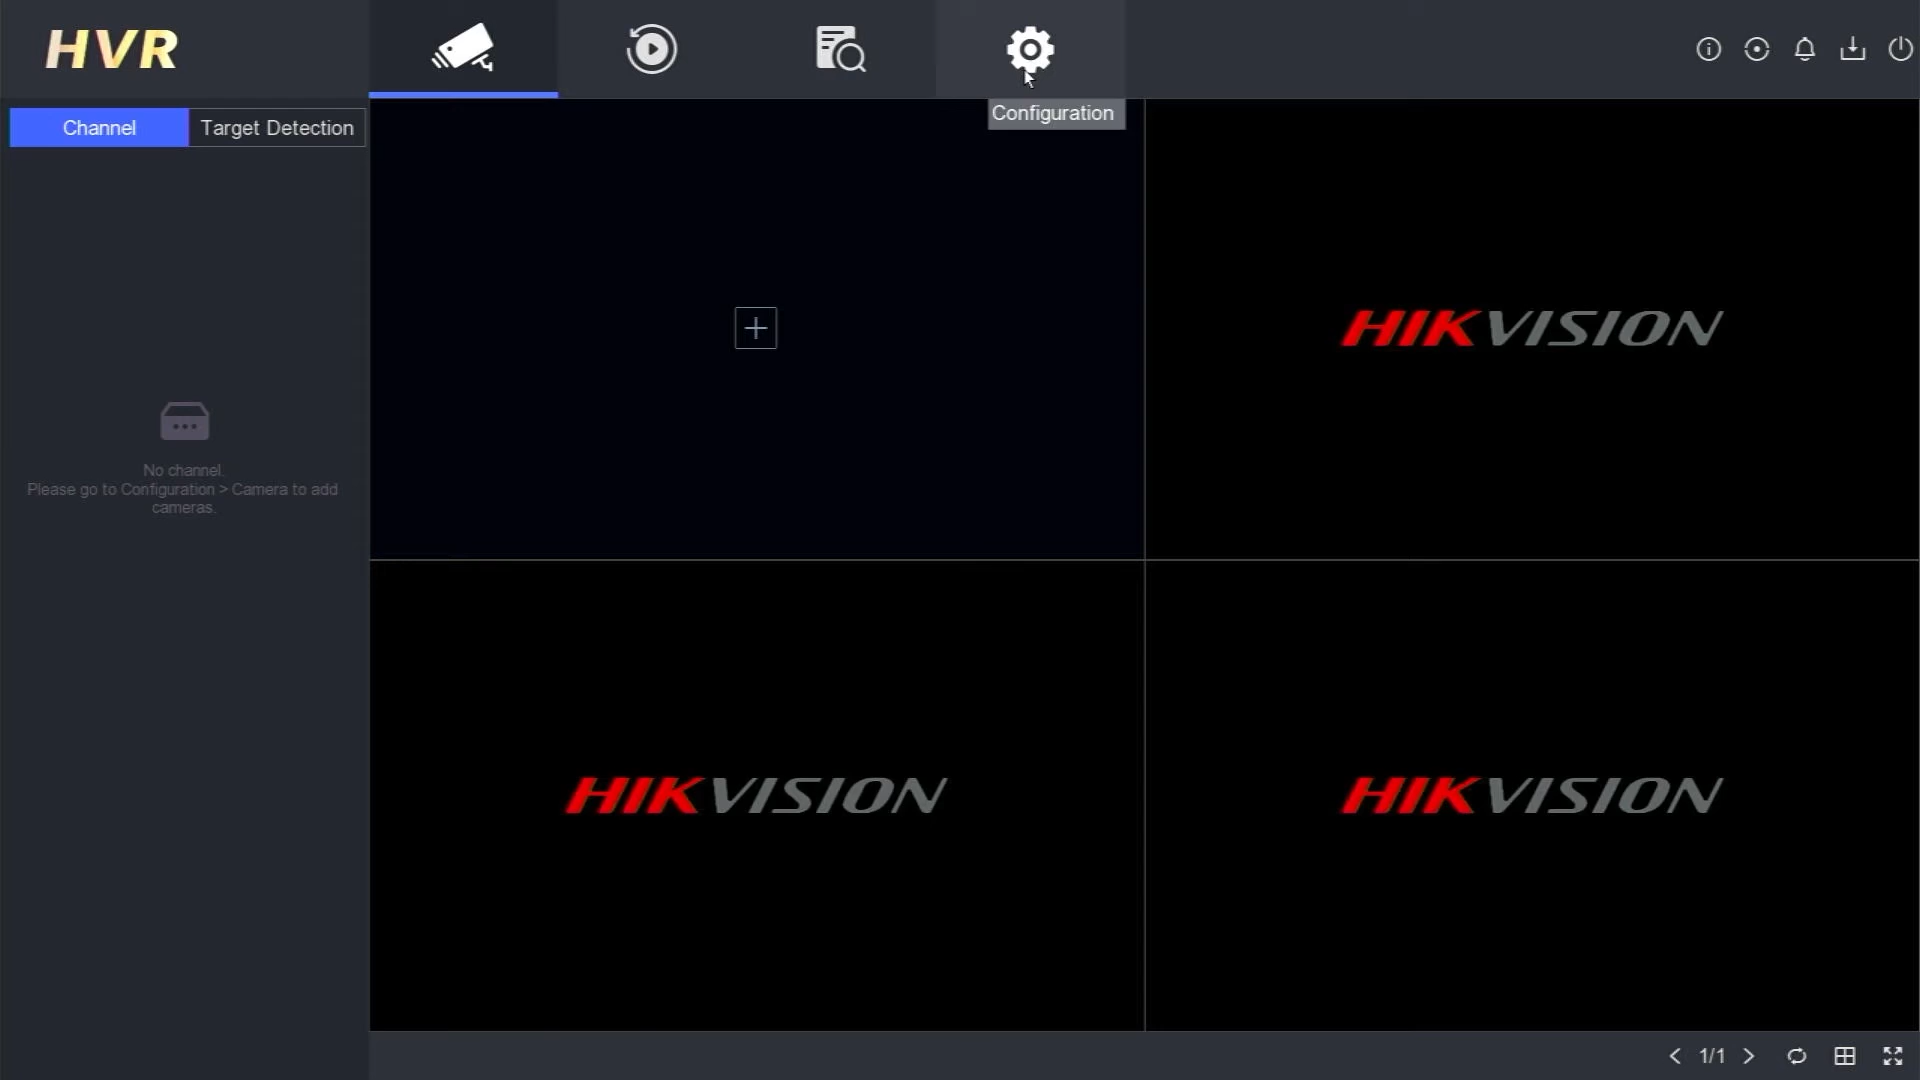 HVR
Configuration
Channel
Target Detection
HIKVISION
No channel.
Please go to Configuration > Camera to add
cameras.
HIKVISION
HIKVISION
1/1